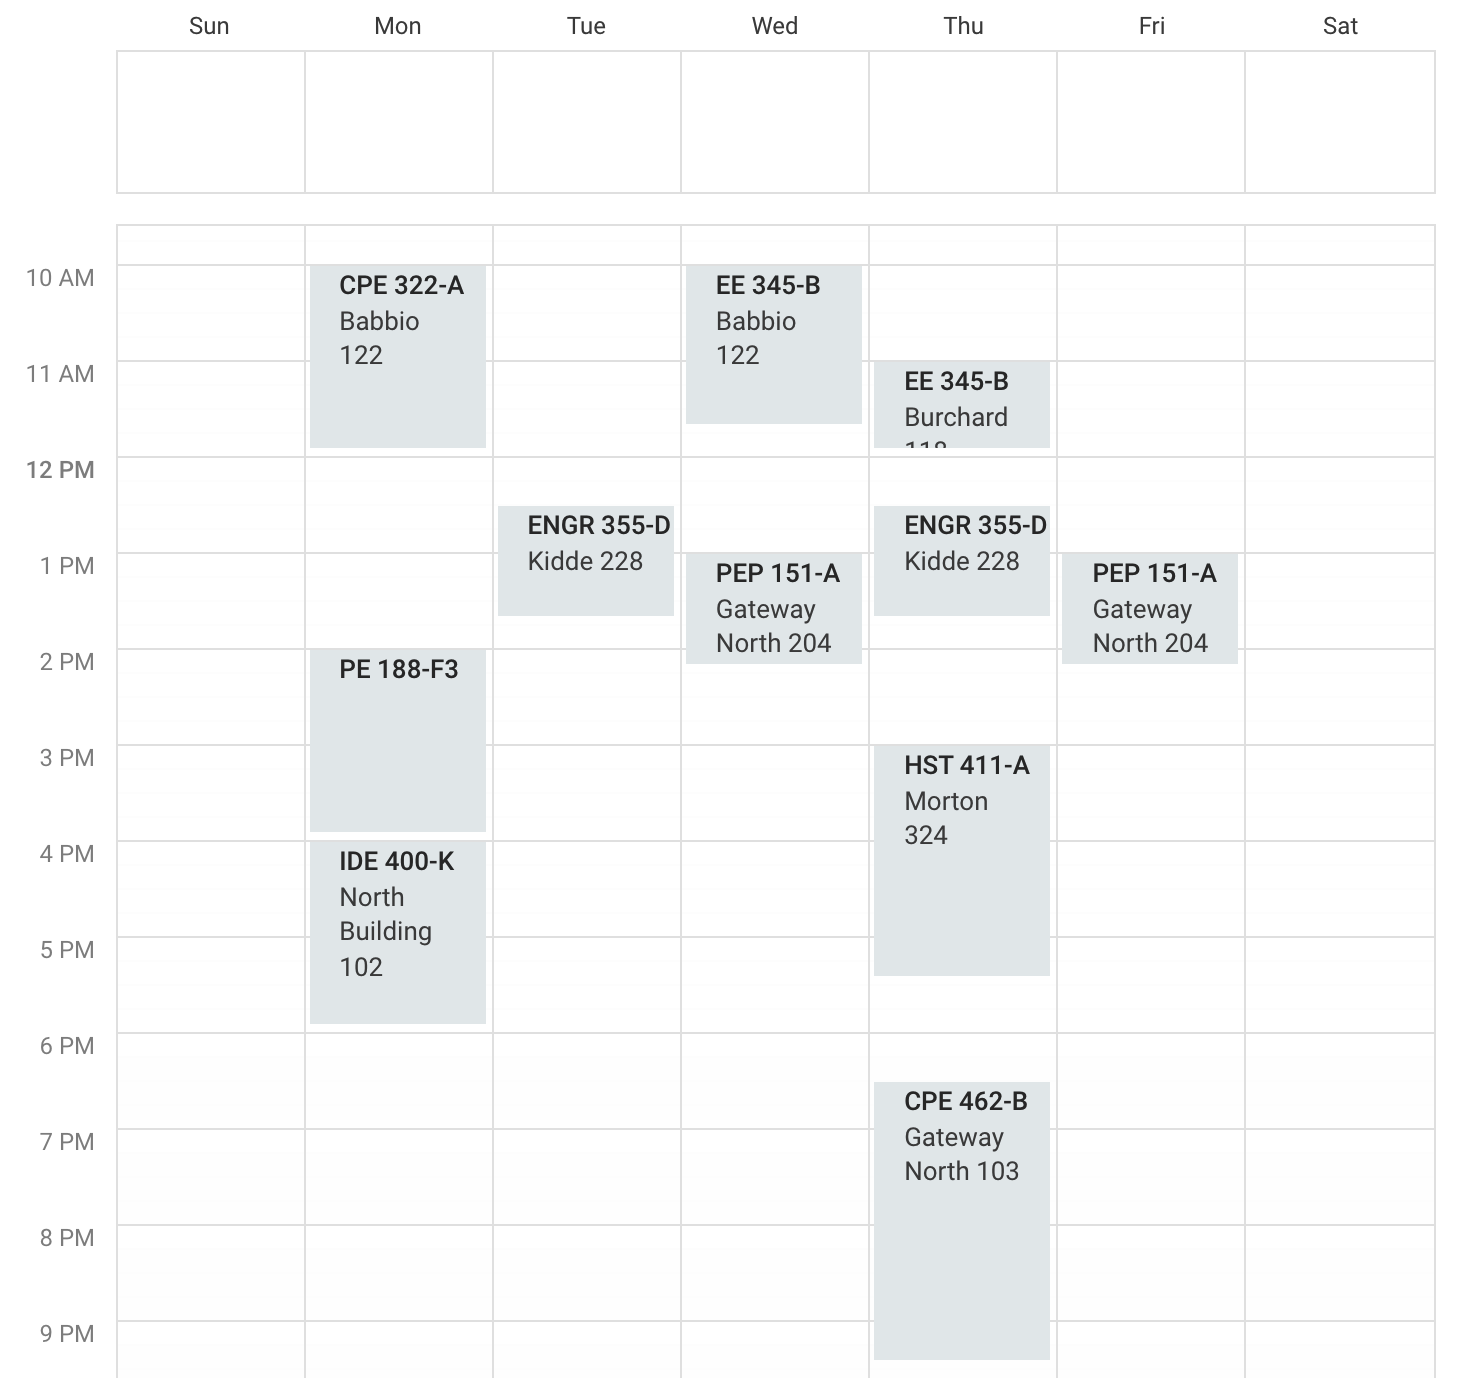 Sun Mon Tue Wed Thu Fri Sat
10 AM
CPE 322-A
Babbio
122
EE 345-B
Babbio
122
11 AM
EE 345-B
Burchard
118
12 PM
ENGR 355-D
Kidde 228
ENGR 355-D
Kidde 228
1 PM
PEP 151-A
Gateway
North 204
PEP 151-A
Gateway
North 204
2 PM
PE 188-F3
3 PM
HST 411-A
Morton
324
4 PM
IDE 400-K
North
Building
102
5 PM
6 PM
CPE 462-B
Gateway
North 103
7 PM
8 PM
9 PM